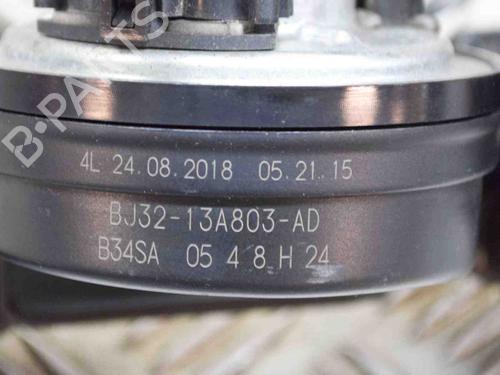 B-PARTS
4L 24.08.2018 05.21.15
BJ32-13A803-AD
B34SA 05 4 8 H 24